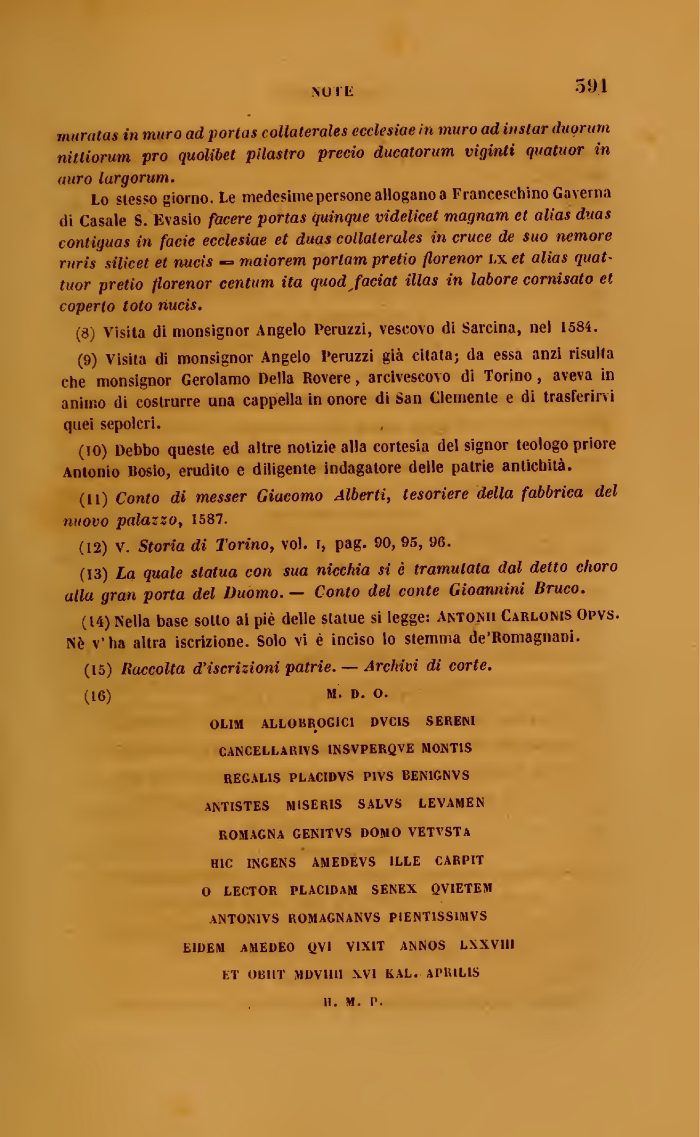 NOTE 391
muratas in muro ad portas collaterales ecclesiae in muro ad instar duorum
nittiorum pro quolibet pilastro precio ducatorum viginti quatuor in
auro largorum.
Lo stesso giorno. Le medesime persone allogano a Franceschino Gaverna
di Casale S. Evasio facere portas quinque videlicet magnam et alias duas
contiguas in facie ecclesiae et duas collaterales in cruce de suo nemore
ruris silicet et nucis = maiorem portam pretio florenor LX et alias quat-
tuor pretio florenor centum ita quod faciat illas in labore cornisato et
coperto toto nucis.
(8) Visita di monsignor Angelo Peruzzi, vescovo di Sarcina, nel 1584.
(9) Visita di monsignor Angelo Peruzzi già citata; da essa anzi risulta
che monsignor Gerolamo Della Rovere, arcivescovo di Torino, aveva in
animo di costrurre una cappella in onore di San Clemente e di trasferirvi
quei sepolcri.
(10) Debbo queste ed altre notizie alla cortesia del signor teologo priore
Antonio Bosio, erudito e diligente indagatore delle patrie antichità.
(11) Conto di messer Giacomo Alberti, tesoriere della fabbrica del
nuovo palazzo, 1587.
(12) V. Storia di Torino, vol. I, pag. 90, 95, 96.
(13) La quale statua con sua nicchia si è tramutata dal detto choro
alla gran porta del Duomo. — Conto del conte Gioannini Bruco.
(14) Nella base sotto ai piè delle statue si legge: ANTONII CARLONIS OPVS.
Nè v'ha altra iscrizione. Solo vi è inciso lo stemma de'Romagnani.
(15) Raccolta d'iscrizioni patrie. — Archivi di corte.
(16) M. D. O.
OLIM ALLOBROGICI DVCIS SERENI
CANCELLARIVS INSVPERQVE MONTIS
REGALIS PLACIDVS PIVS BENIGNVS
ANTISTES MISERIS SALVS LEVAMEN
ROMAGNA GENITVS DOMO VETVSTA
HIC INGENS AMEDEVS ILLE CARPIT
O LECTOR PLACIDAM SENEX QVIETEM
ANTONIVS ROMAGNANVS PIENTISSIMVS
EIDEM AMEDEO QVI VIXIT ANNOS LXXVIII
ET OBIIT MDVIIII XVI KAL. APRILIS
H. M. P.